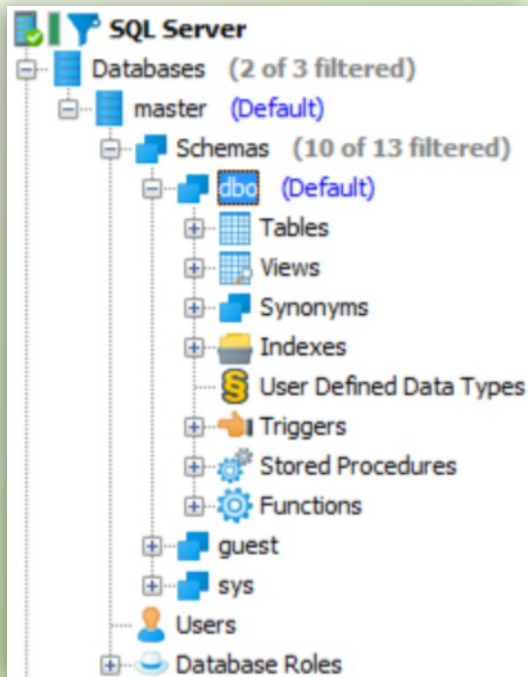 SQL Server
Databases (2 of 3 filtered)
master (Default)
Schemas (10 of 13 filtered)
dbo (Default)
Tables
Views
Synonyms
Indexes
User Defined Data Types
Triggers
Stored Procedures
Functions
guest
sys
Users
Database Roles